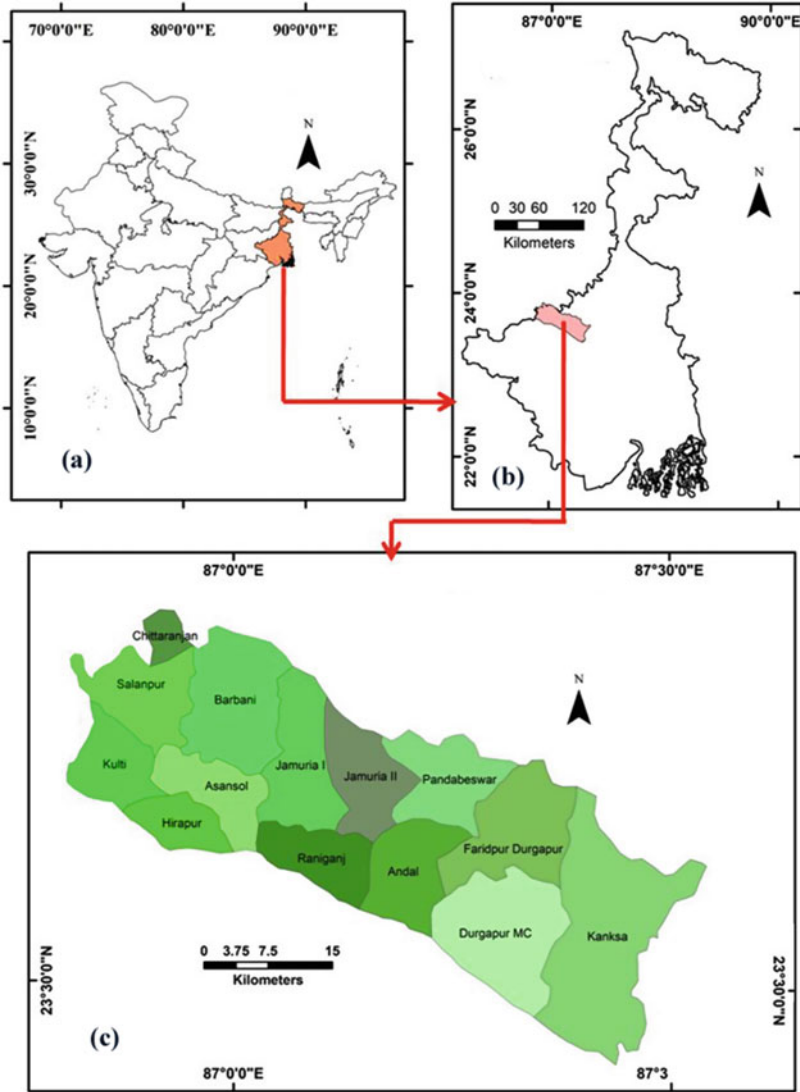 70°0'0"E 80°0'0"E 90°0'0"E
30°0'0"N
20°0'0"N
10°0'0"N
N
(a)
87°0'0"E 90°0'0"E
26°0'0"N
24°0'0"N
22°0'0"N
N
0 30 60 120
Kilometers
(b)
87°0'0"E 87°30'0"E
N
Chittaranjan
Salanpur
Barbani
Kulti
Asansol
Jamuria I
Jamuria II
Pandabeswar
Hirapur
Raniganj
Andal
Faridpur Durgapur
Durgapur MC
Kanksa
0 3.75 7.5 15
Kilometers
23°30'0"N
23°30'0"N
(c)
87°0'0"E 87°3